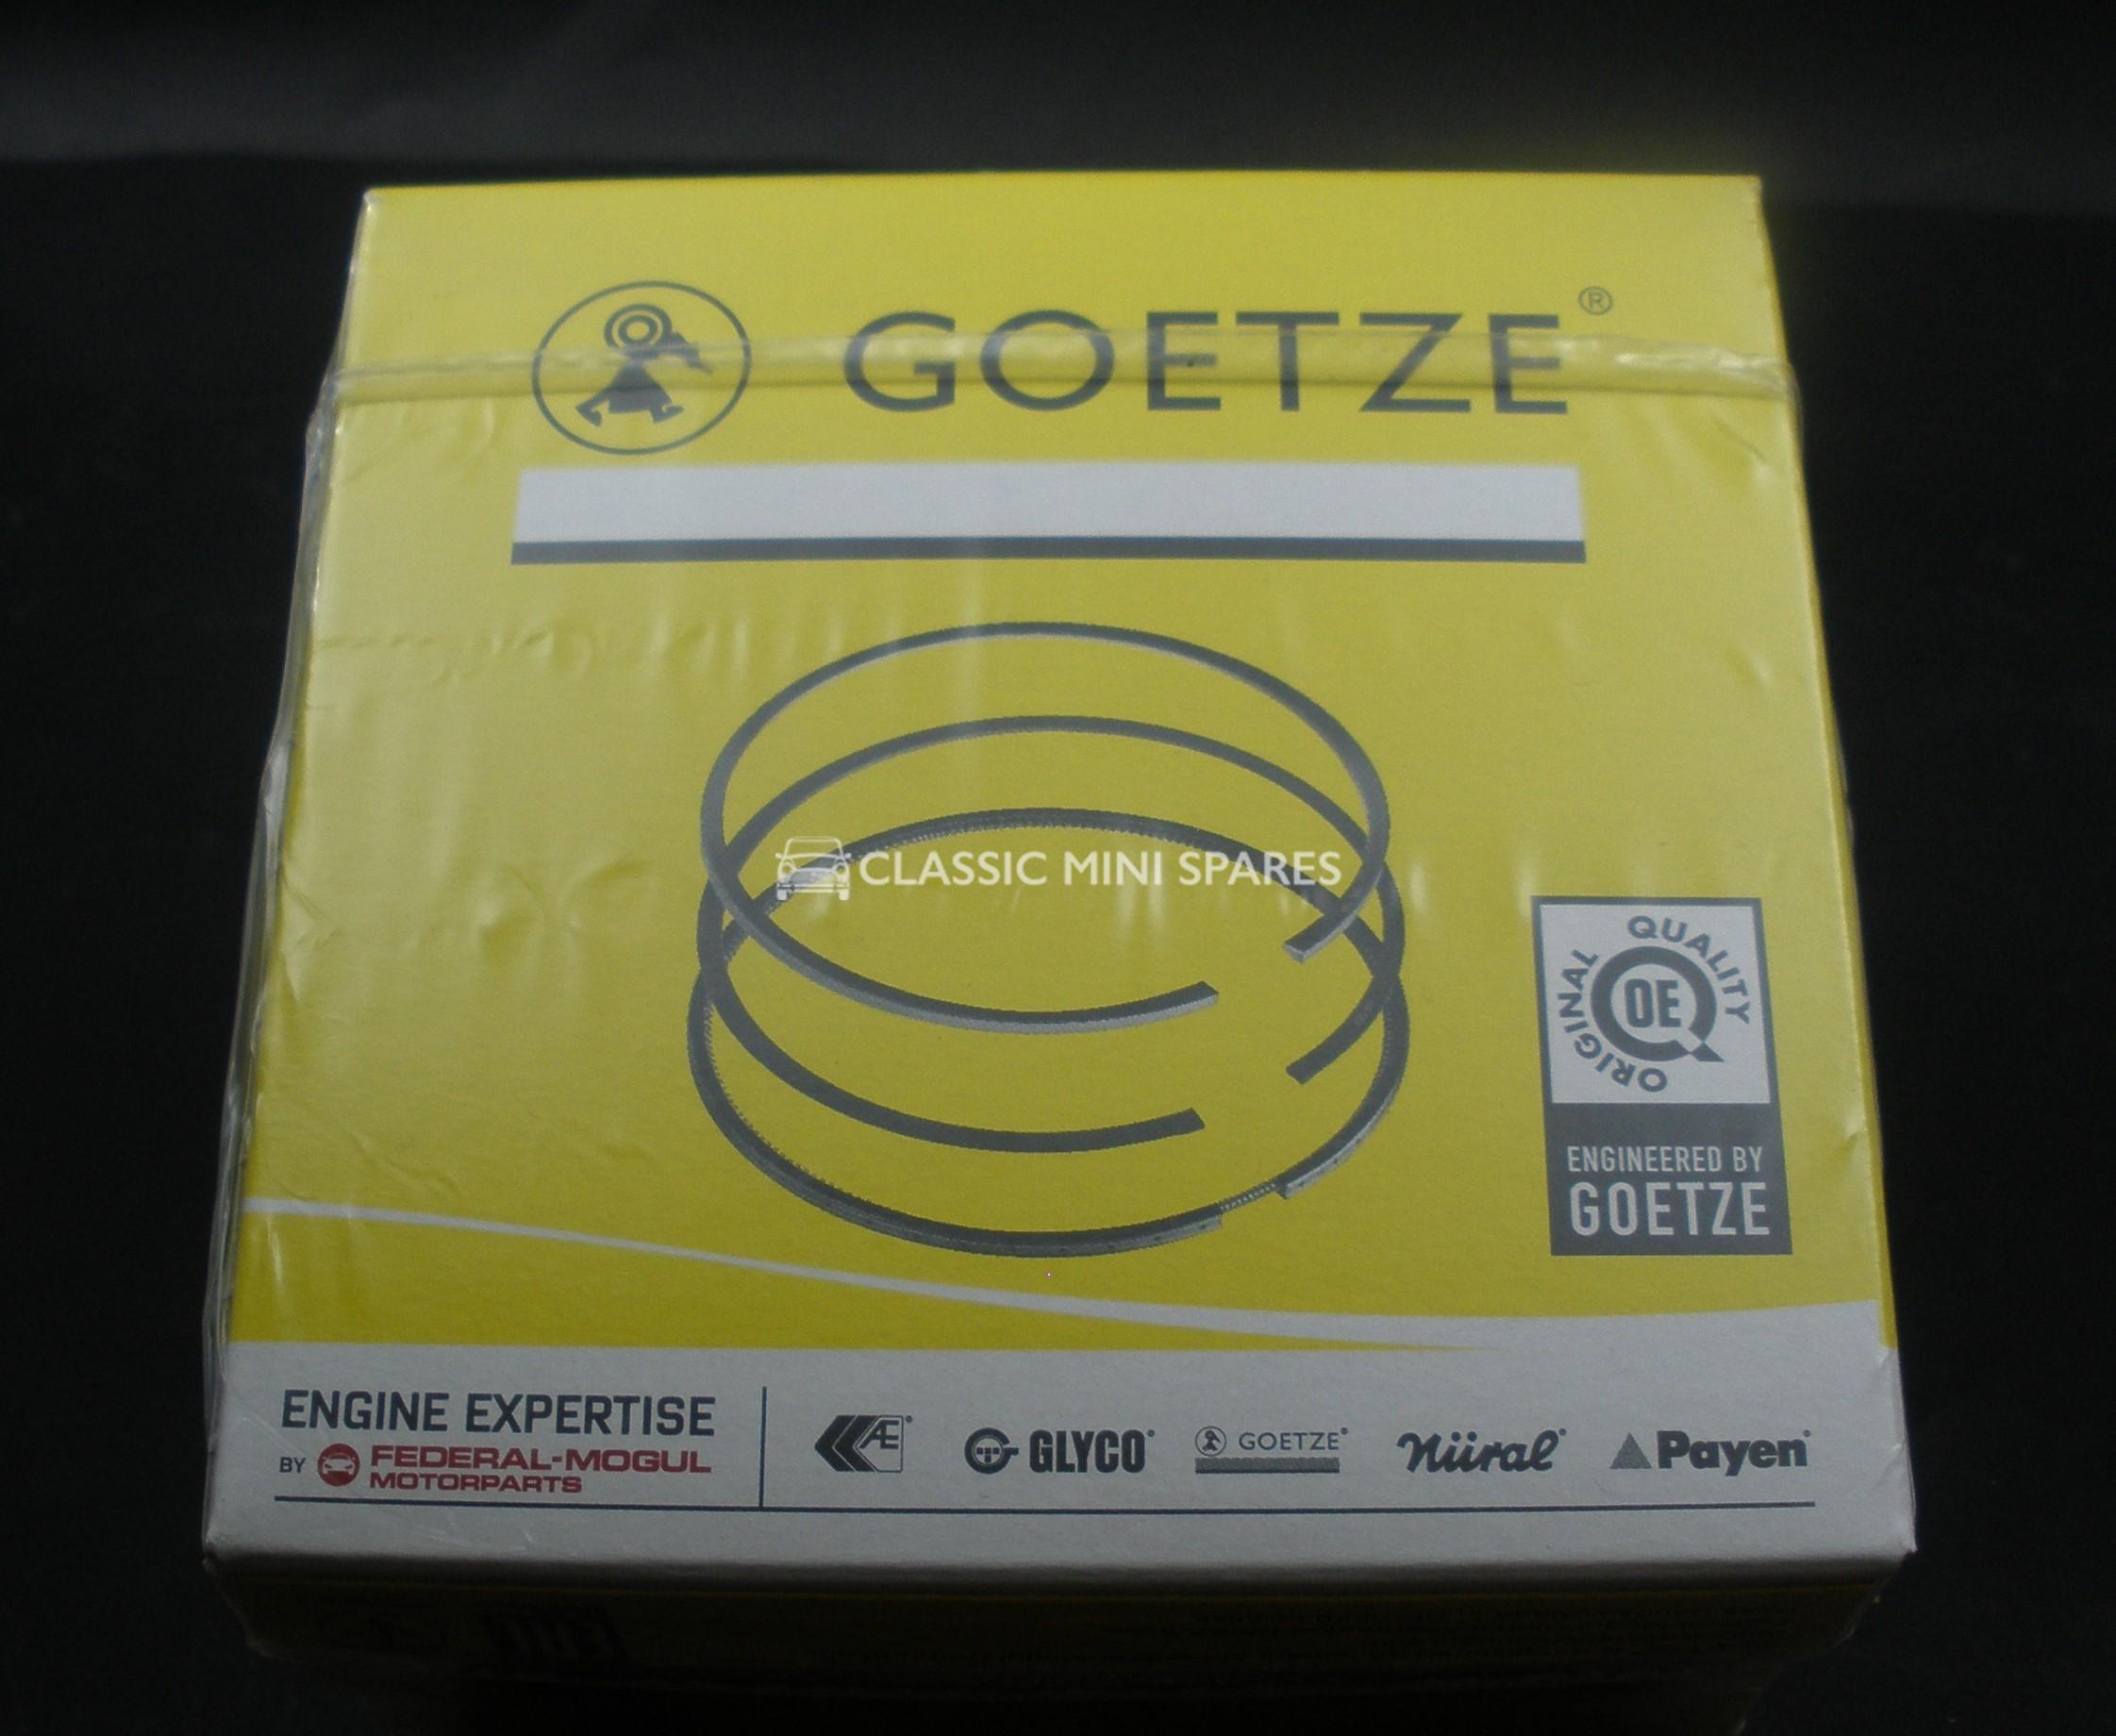 GOETZE®
CLASSIC MINI SPARES
ORIGINAL QUALITY
OE
ENGINEERED BY
GOETZE
ENGINE EXPERTISE
BY FEDERAL-MOGUL
MOTORPARTS
AE®
GLYCO®
GOETZE®
Nüral®
Payen®